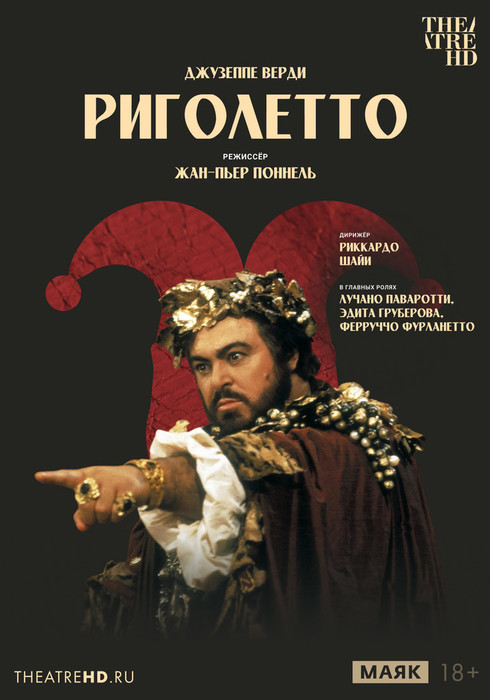 THEA
ATRE
HD
ДЖУЗЕППЕ ВЕРДИ
РИГОЛЕТТО
РЕЖИССЁР
ЖАН-ПЬЕР ПОННЕЛЬ
ДИРИЖЁР
РИККАРДО
ШАЙИ
В ГЛАВНЫХ РОЛЯХ
ЛУЧАНО ПАВАРОТТИ,
ЭДИТА ГРУБЕРОВА,
ФЕРРУЧЧО ФУРЛАНЕТТО
THEATREHD.RU
МАЯК 18+